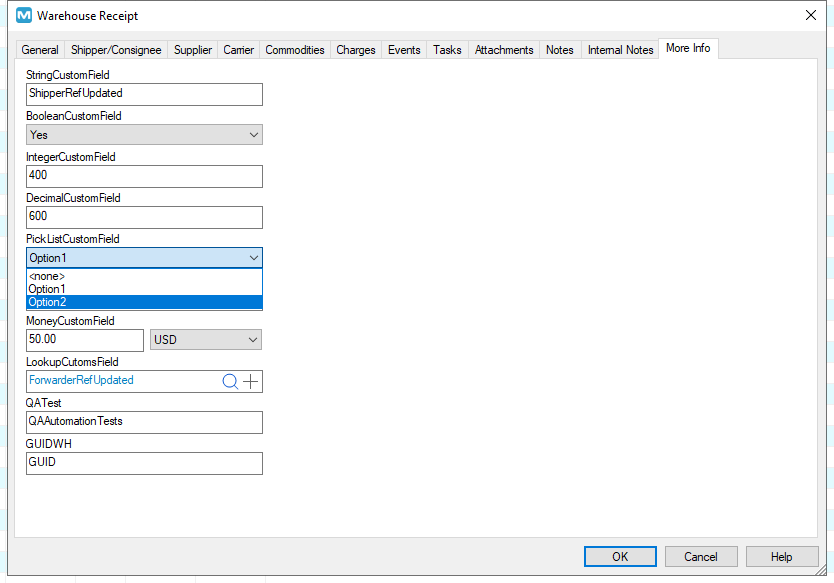 Warehouse Receipt
General Shipper/Consignee Supplier Carrier Commodities Charges Events Tasks Attachments Notes Internal Notes More Info
StringCustomField
ShipperRefUpdated
BooleanCustomField
Yes
IntegerCustomField
400
DecimalCustomField
600
PickListCustomField
Option1
<none>
Option1
Option2
MoneyCustomField
50.00 USD
LookupCutomsField
ForwarderRefUpdated
QATest
QAAutomationTests
GUIDWH
GUID
OK Cancel Help